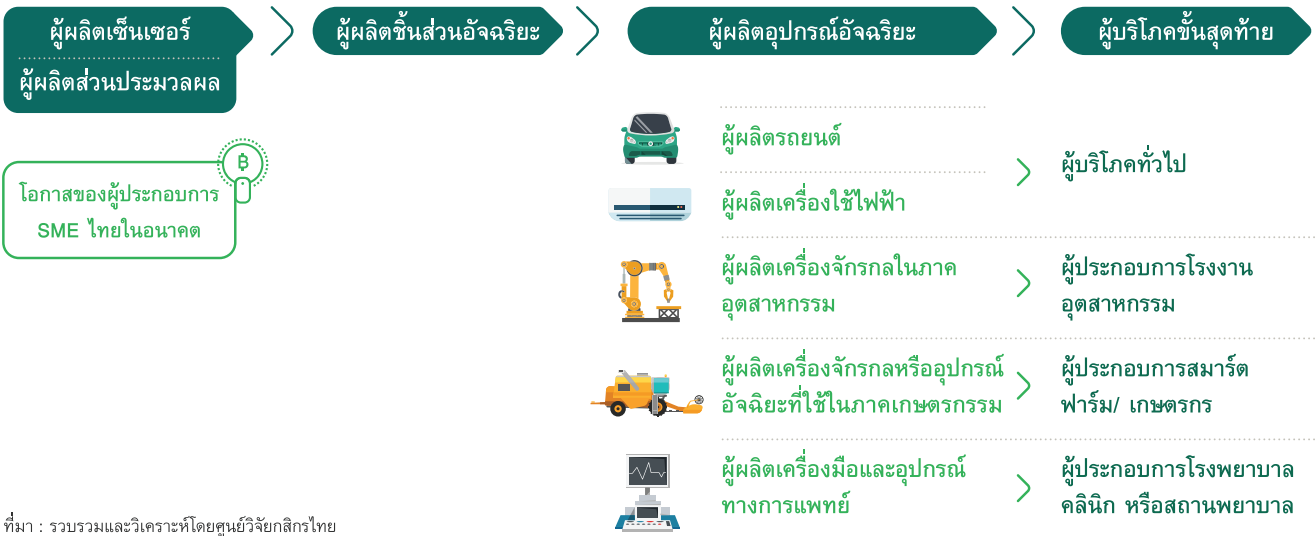 ผู้ผลิตเซ็นเซอร์
ผู้ผลิตส่วนประมวลผล
ผู้ผลิตชิ้นส่วนอัจฉริยะ
ผู้ผลิตอุปกรณ์อัจฉริยะ
ผู้บริโภคขั้นสุดท้าย
฿
โอกาสของผู้ประกอบการ
SME ไทยในอนาคต
ผู้ผลิตรถยนต์
ผู้ผลิตเครื่องใช้ไฟฟ้า
ผู้บริโภคทั่วไป
ผู้ผลิตเครื่องจักรกลในภาค
อุตสาหกรรม
ผู้ประกอบการโรงงาน
อุตสาหกรรม
ผู้ผลิตเครื่องจักรกลหรืออุปกรณ์
อัจฉิยะที่ใช้ในภาคเกษตรกรรม
ผู้ประกอบการสมาร์ต
ฟาร์ม/ เกษตรกร
ผู้ผลิตเครื่องมือและอุปกรณ์
ทางการแพทย์
ผู้ประกอบการโรงพยาบาล
คลินิก หรือสถานพยาบาล
ที่มา : รวบรวมและวิเคราะห์โดยศูนย์วิจัยกสิกรไทย